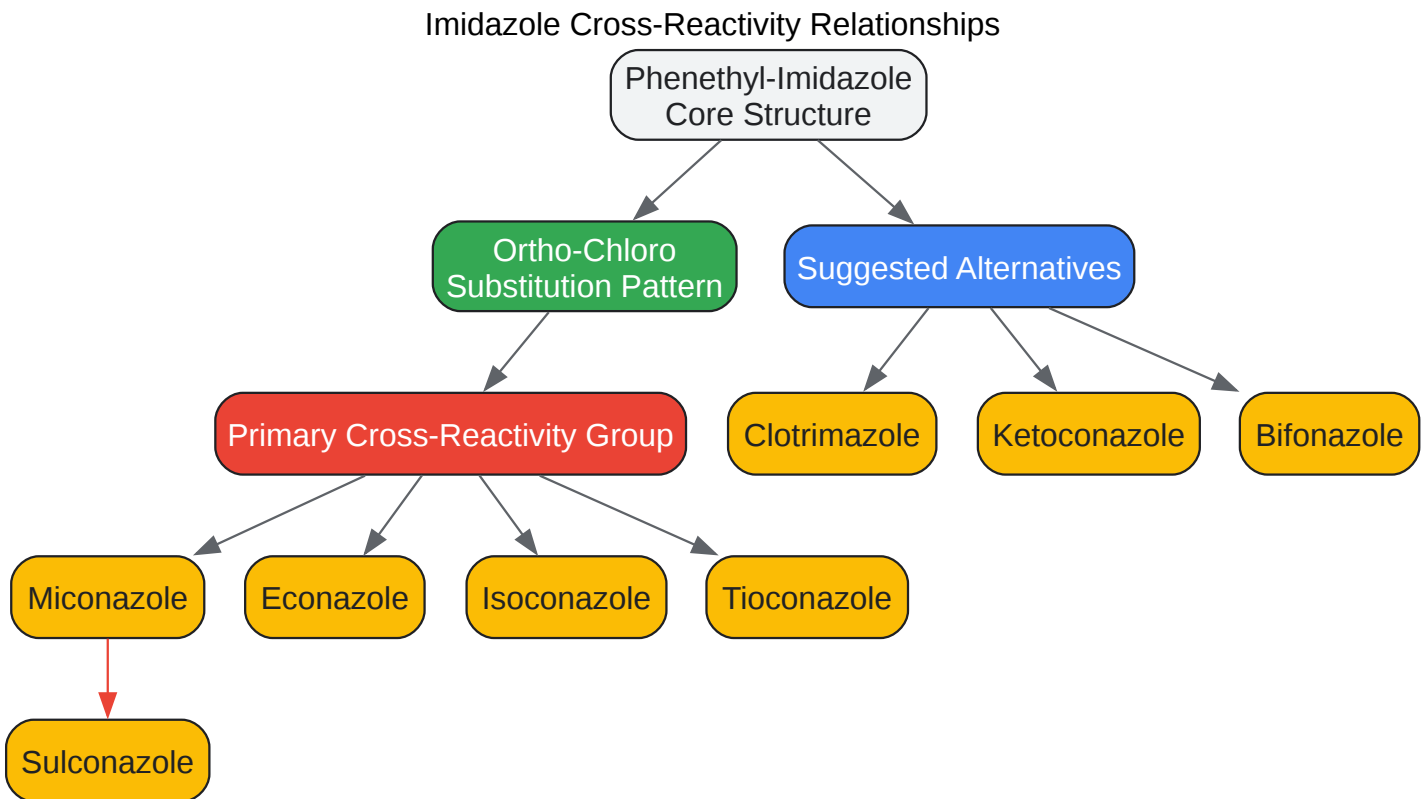 Imidazole Cross-Reactivity Relationships
Phenethyl-Imidazole
Core Structure
Ortho-Chloro
Substitution Pattern
Suggested Alternatives
Primary Cross-Reactivity Group
Clotrimazole
Ketoconazole
Bifonazole
Miconazole
Econazole
Isoconazole
Tioconazole
Sulconazole